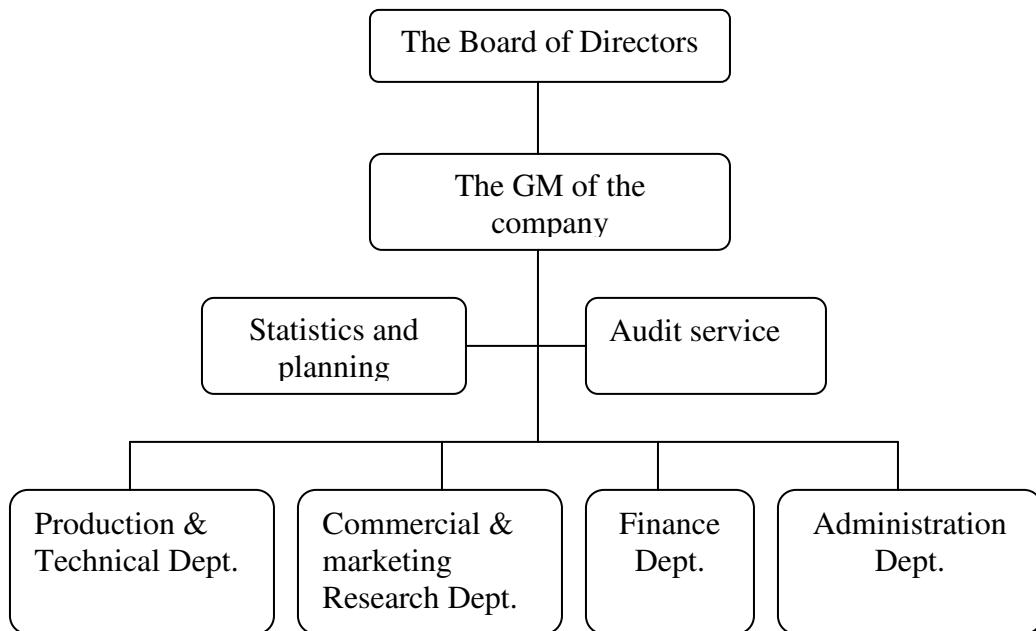 The Board of Directors
The GM of the
company
Statistics and
planning
Audit service
Production &
Technical Dept.
Commercial &
marketing
Research Dept.
Finance
Dept.
Administration
Dept.